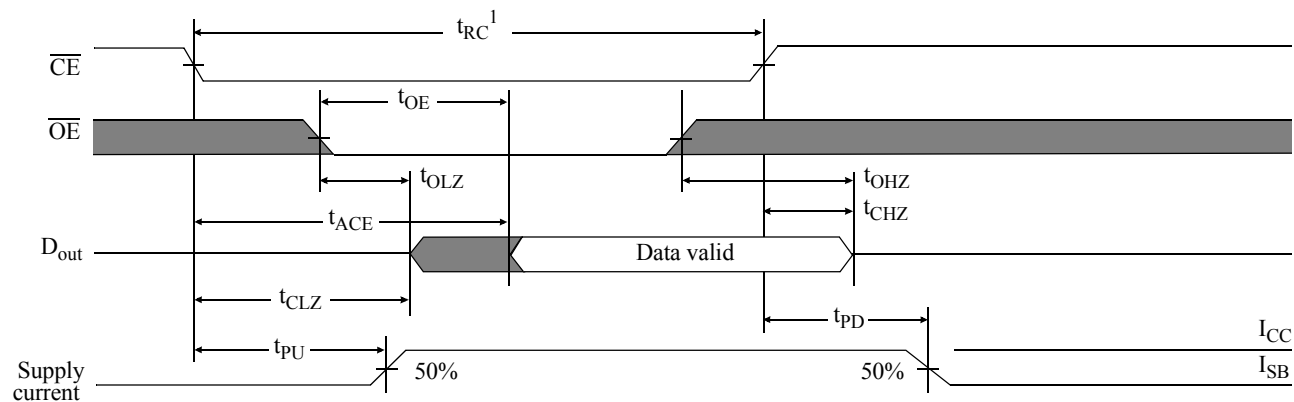 tRC1
CE
tOE
OE
tOLZ
tOHZ
tACE
tCHZ
Dout
Data valid
tCLZ
tPD
tPU
ICC
Supply
current
50%
50%
ISB